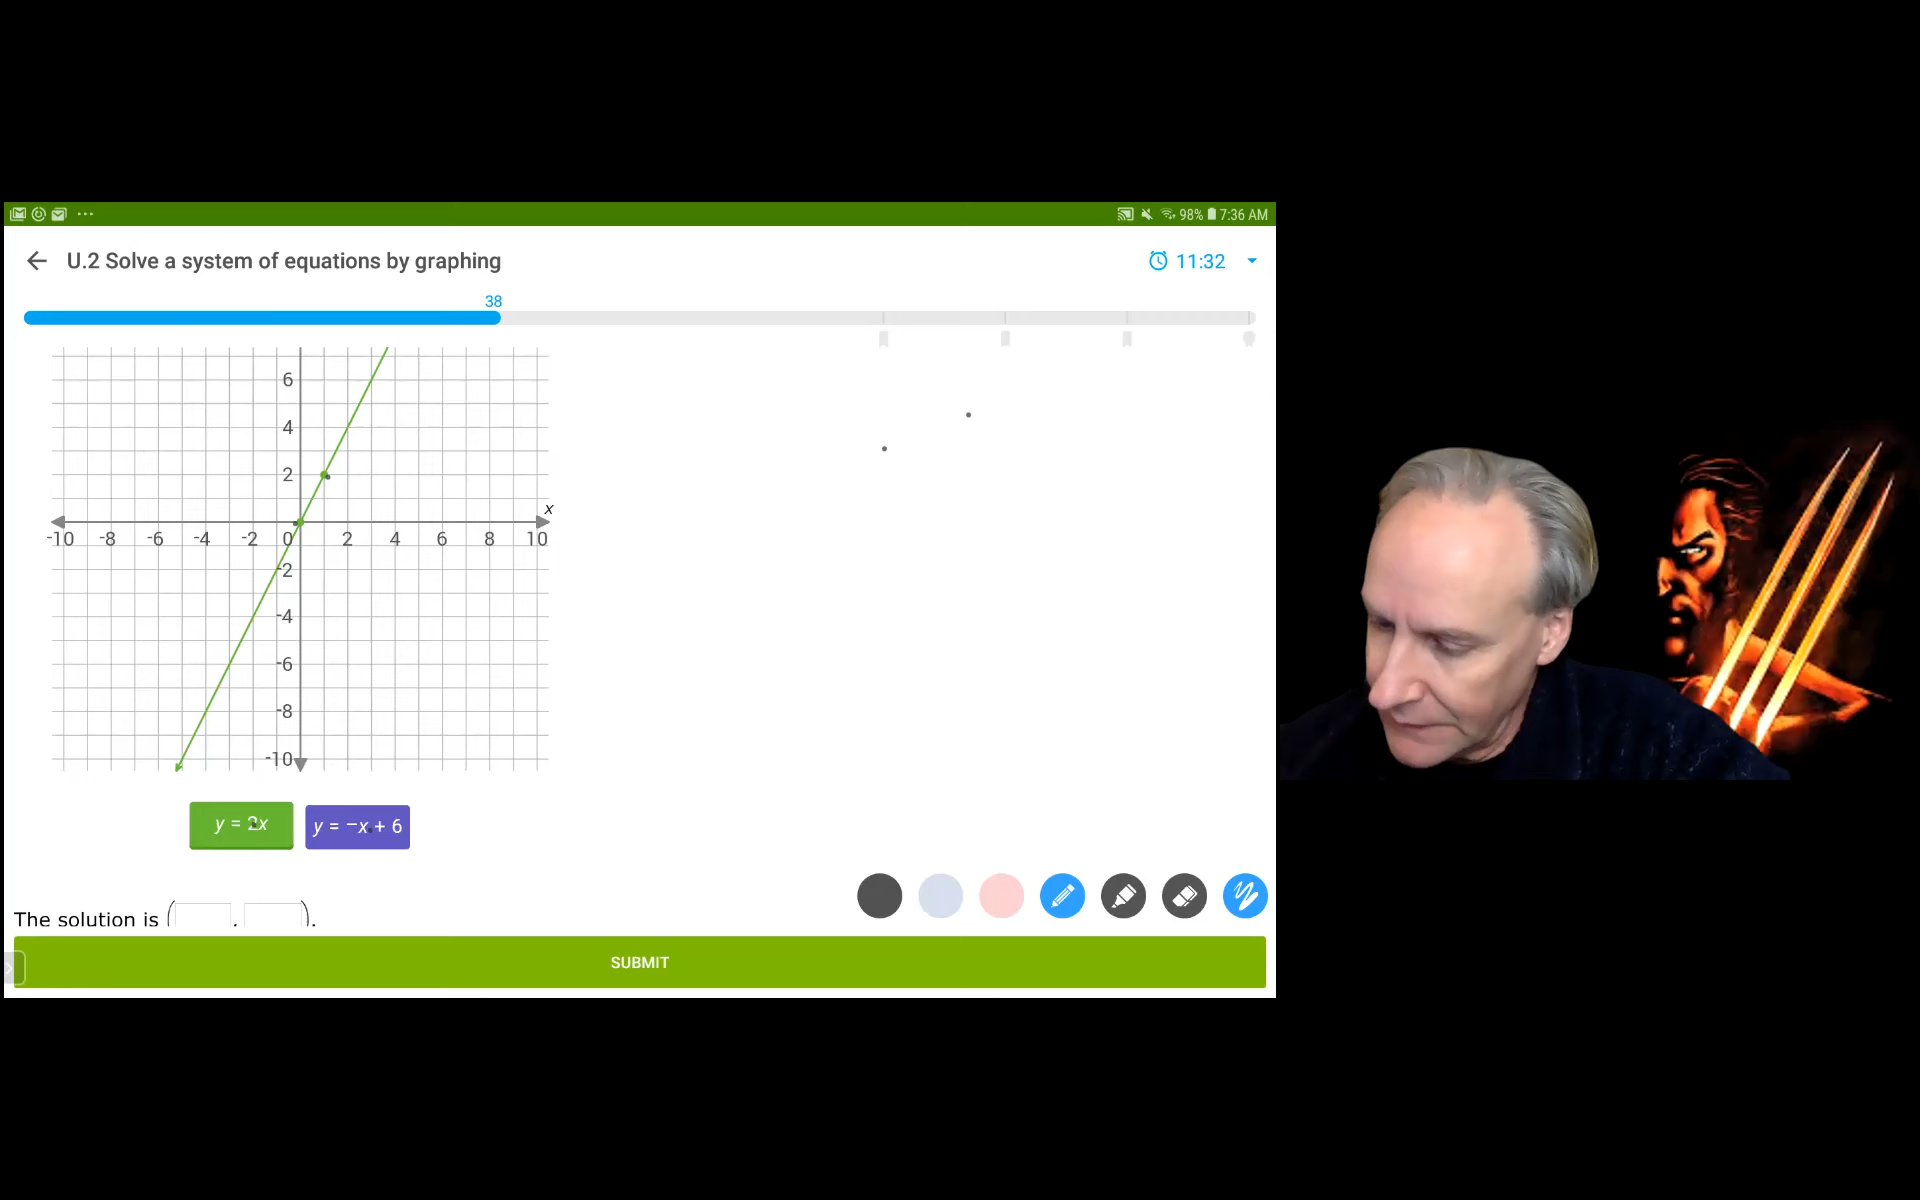 98% 7:36 AM
U.2 Solve a system of equations by graphing
11:32
38
6
4
2
x
-10 -8 -6 -4 -2 0 2 4 6 8 10
-2
-4
-6
-8
-10
y = 2x y = −x + 6
The solution is ( , ).
SUBMIT